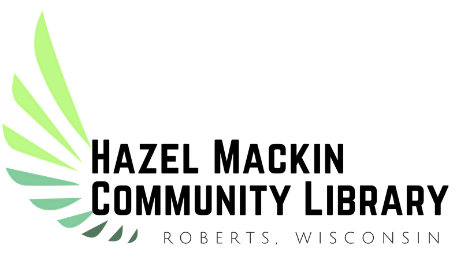 HAZEL MACKIN
COMMUNITY LIBRARY
ROBERTS, WISCONSIN